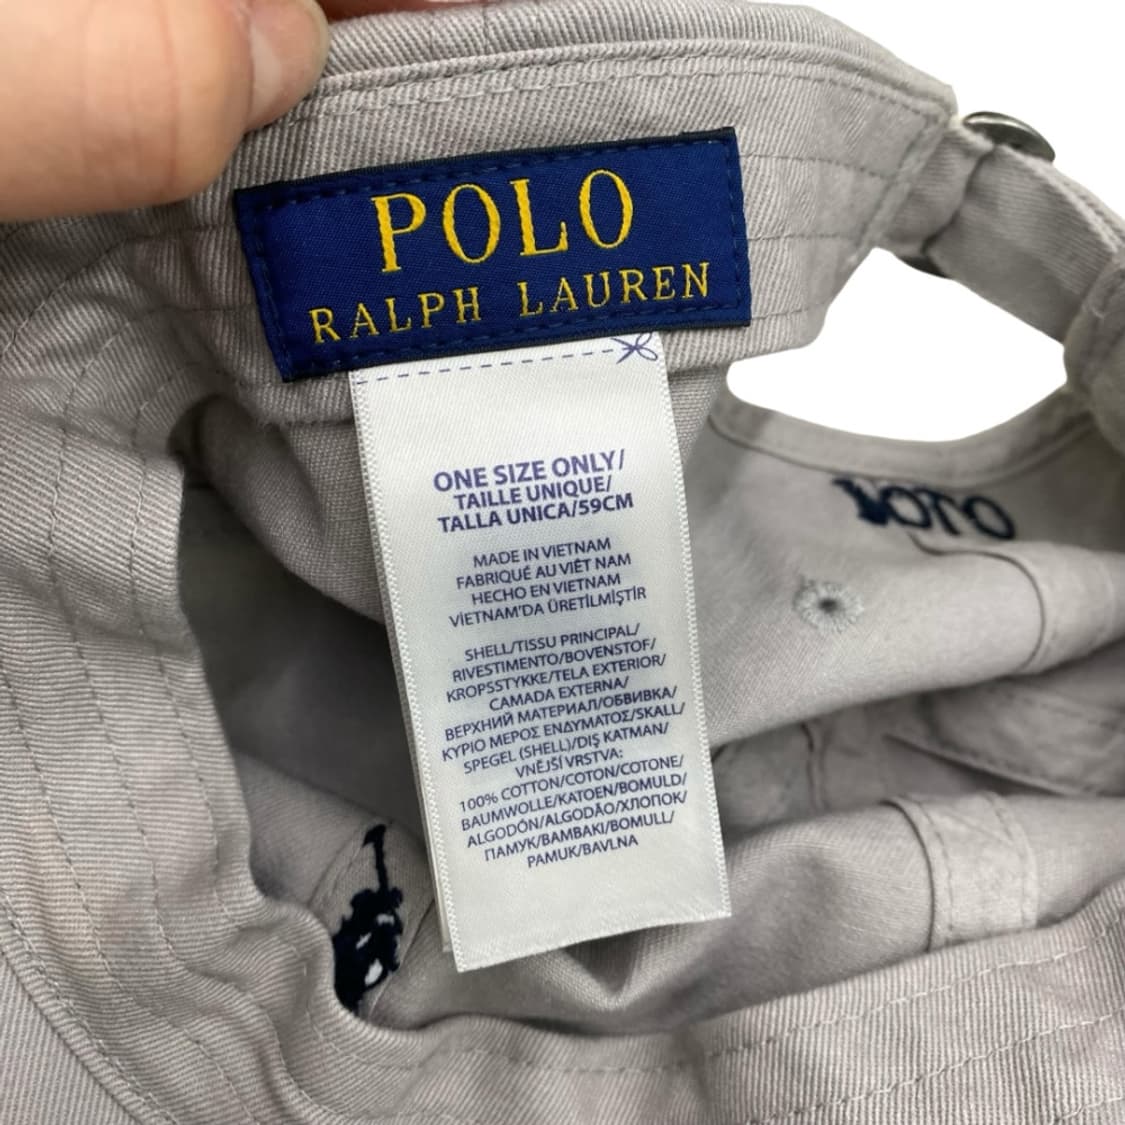 POLO
RALPH LAUREN
ONE SIZE ONLY/
TAILLE UNIQUE/
TALLA UNICA/59CM
MADE IN VIETNAM
FABRIQUÉ AU VIÊT NAM
HECHO EN VIETNAM
VİETNAM'DA ÜRETİLMİŞTİR
SHELL/TISSU PRINCIPAL/
RIVESTIMENTO/BOVENSTOF/
KROPSSTYKKE/TELA EXTERIOR/
CAMADA EXTERNA/
ВЕРХНИЙ МАТЕРИАЛ/ОБВИВКА/
ΚΥΡΙΟ ΜΕΡΟΣ ΕΝΔΥΜΑΤΟΣ/SKALL/
SPEGEL (SHELL)/DIŞ KATMAN/
VNĚJŠÍ VRSTVA:
100% COTTON/COTON/COTONE/
BAUMWOLLE/KATOEN/BOMULD/
ALGODÓN/ALGODÃO/ХЛОПОК/
ПАМУК/ΒΑΜΒΑΚΙ/BOMULL/
PAMUK/BAVLNA